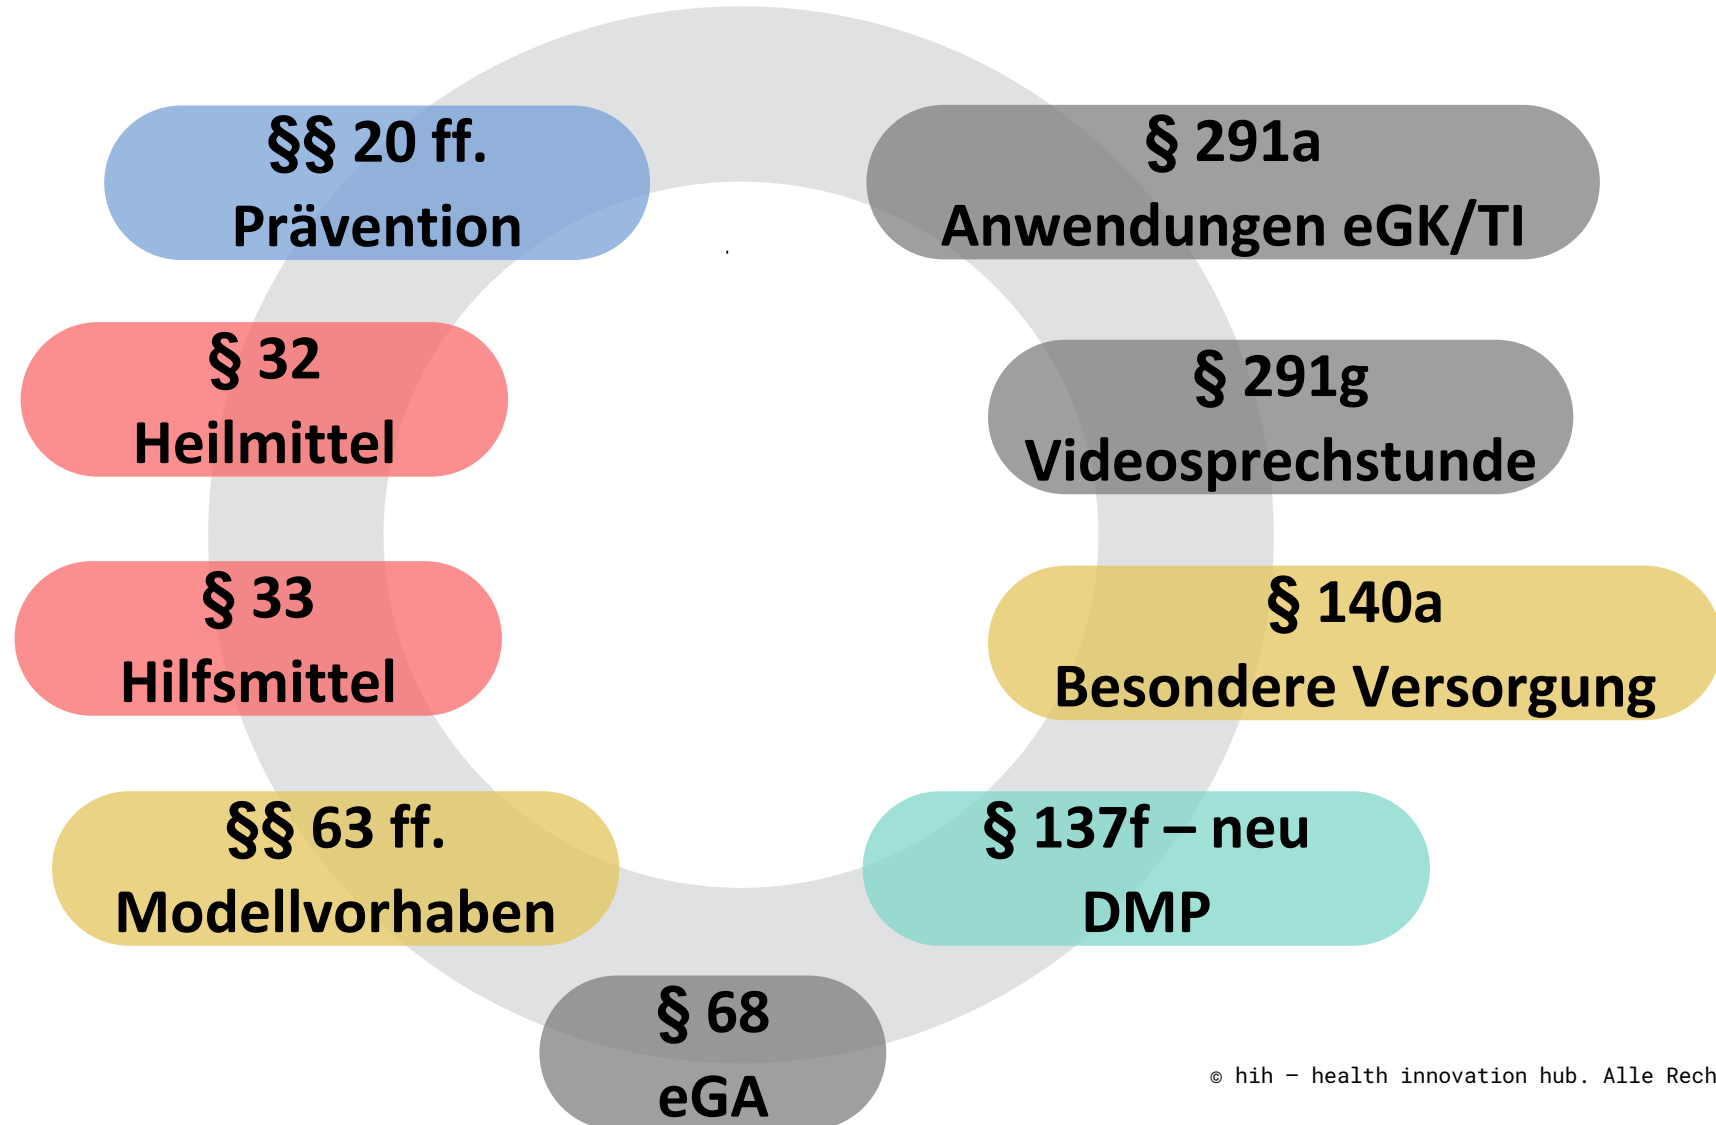 §§ 20 ff.
Prävention
§ 32
Heilmittel
§ 33
Hilfsmittel
§§ 63 ff.
Modellvorhaben
§ 68
eGA
§ 291a
Anwendungen eGK/TI
§ 291g
Videosprechstunde
§ 140a
Besondere Versorgung
§ 137f – neu
DMP
© hih – health innovation hub. Alle Rech